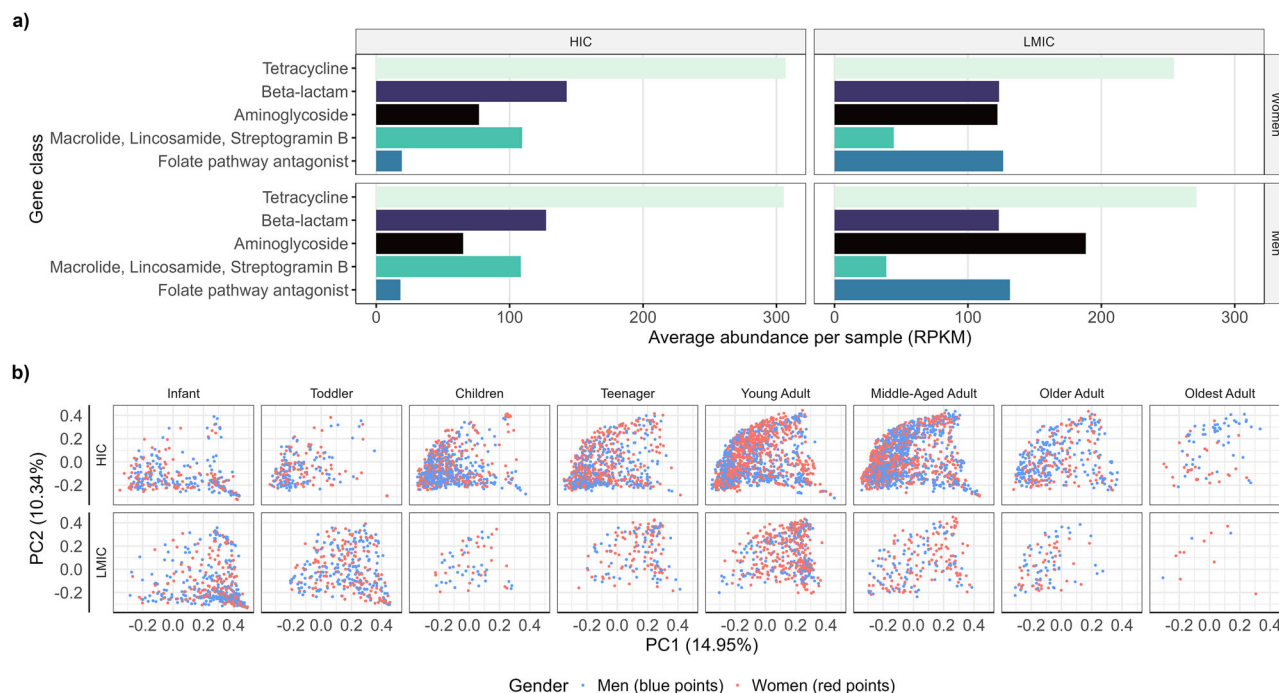 a)
HIC
LMIC
Gene class
Tetracycline
Beta-lactam
Aminoglycoside
Macrolide, Lincosamide, Streptogramin B
Folate pathway antagonist
Women
Tetracycline
Beta-lactam
Aminoglycoside
Macrolide, Lincosamide, Streptogramin B
Folate pathway antagonist
Men
0 100 200 300 0 100 200 300
Average abundance per sample (RPKM)
b)
Infant Toddler Children Teenager Young Adult Middle-Aged Adult Older Adult Oldest Adult
PC2 (10.34%)
HIC
0.4
0.2
0.0
-0.2
LMIC
0.4
0.2
0.0
-0.2
-0.2 0.0 0.2 0.4 -0.2 0.0 0.2 0.4 -0.2 0.0 0.2 0.4 -0.2 0.0 0.2 0.4 -0.2 0.0 0.2 0.4 -0.2 0.0 0.2 0.4 -0.2 0.0 0.2 0.4 -0.2 0.0 0.2 0.4
PC1 (14.95%)
Gender Men (blue points) Women (red points)